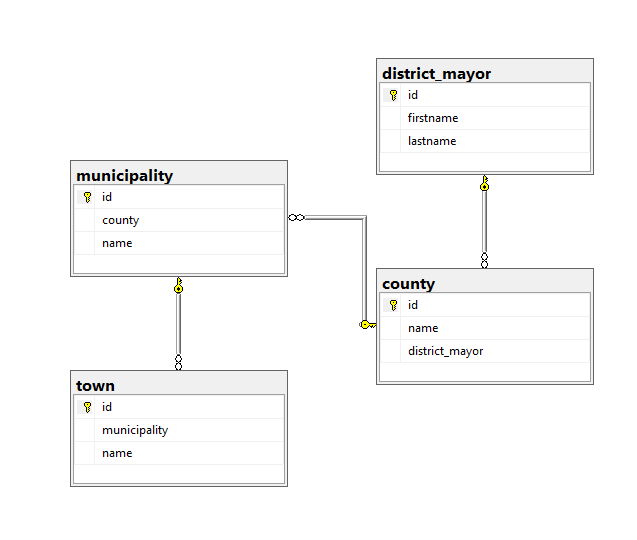 district_mayor
id
firstname
lastname
municipality
id
county
name
county
id
name
district_mayor
town
id
municipality
name